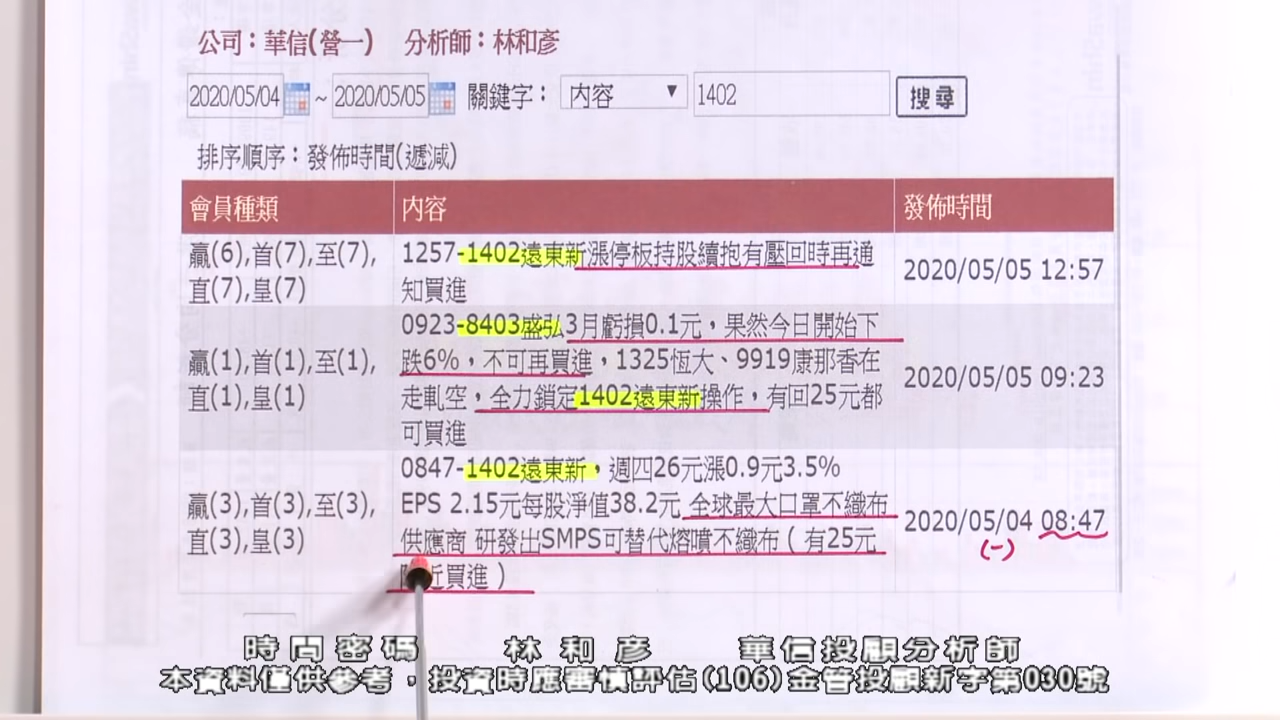 公司：華信(營一) 分析師：林和彥
2020/05/04 ~ 2020/05/05 關鍵字： 內容 ▼ 1402 搜尋
排序順序：發佈時間(遞減)
會員種類 內容 發佈時間
贏(6),首(7),至(7),
直(7),皇(7)
1257-1402遠東新漲停板持股續抱有壓回時再通
知買進
2020/05/05 12:57
贏(1),首(1),至(1),
直(1),皇(1)
0923-8403盛弘3月虧損0.1元，果然今日開始下
跌6%，不可再買進，1325恆大、9919康那香在
走軋空，全力鎖定1402遠東新操作，有回25元都
可買進
2020/05/05 09:23
贏(3),首(3),至(3),
直(3),皇(3)
0847-1402遠東新，週四26元漲0.9元3.5%
EPS 2.15元每股淨值38.2元 全球最大口罩不織布
供應商 研發出SMPS可替代熔噴不織布（有25元
近買進）
2020/05/04 08:47
(一)
時間密碼 林和彥 華信投顧分析師
本資料僅供參考，投資時應審慎評估(106)金管投顧新字第030號